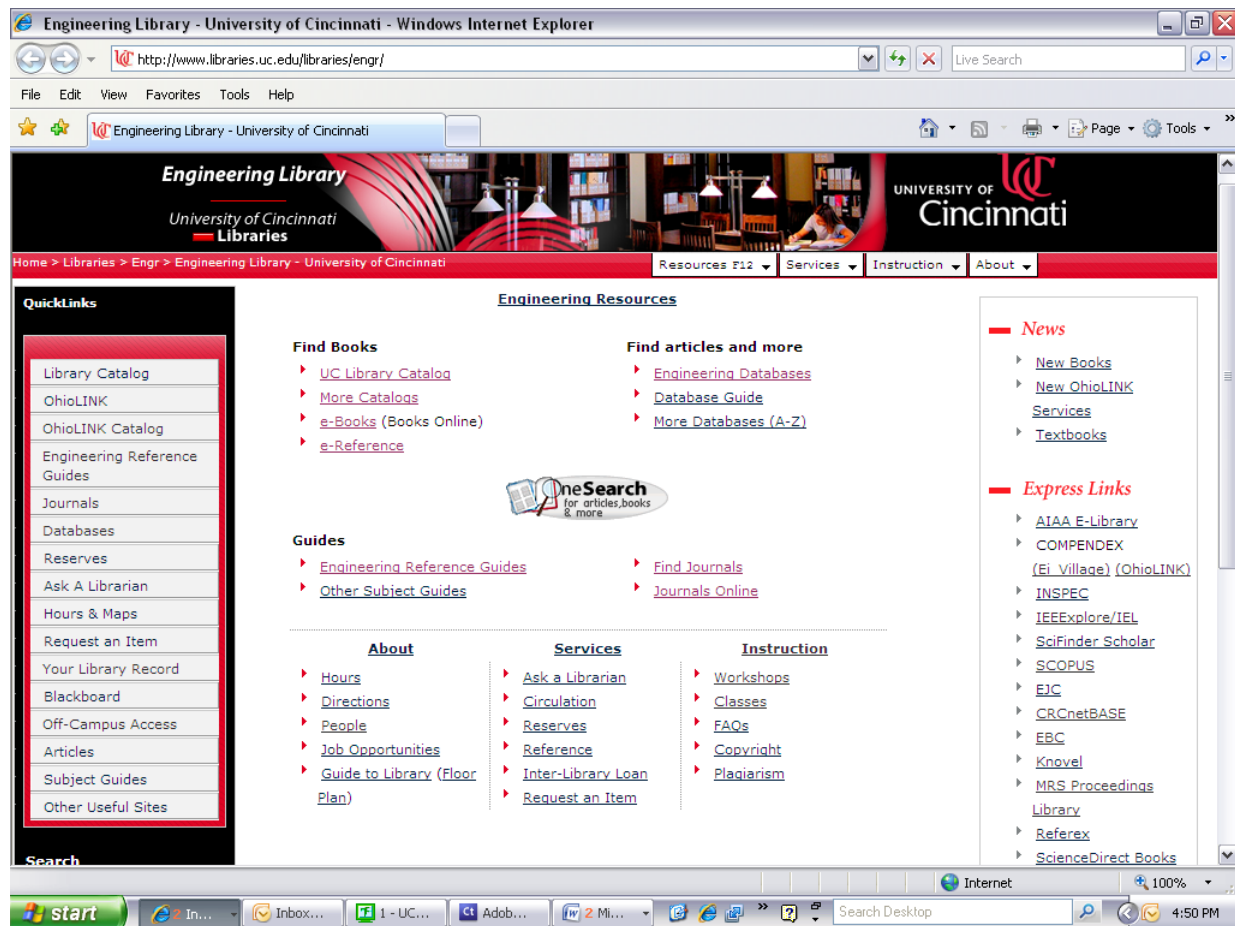 Engineering Library - University of Cincinnati - Windows Internet Explorer
http://www.libraries.uc.edu/libraries/engr/
Live Search
File Edit View Favorites Tools Help
Engineering Library - University of Cincinnati
Page Tools
Engineering Library
University of Cincinnati
Libraries
UNIVERSITY OF
Cincinnati
Home > Libraries > Engr > Engineering Library - University of Cincinnati
Resources F12 Services Instruction About
QuickLinks
Library Catalog
OhioLINK
OhioLINK Catalog
Engineering Reference
Guides
Journals
Databases
Reserves
Ask A Librarian
Hours & Maps
Request an Item
Your Library Record
Blackboard
Off-Campus Access
Articles
Subject Guides
Other Useful Sites
Search
Engineering Resources
Find Books
UC Library Catalog
More Catalogs
e-Books (Books Online)
e-Reference
Find articles and more
Engineering Databases
Database Guide
More Databases (A-Z)
OneSearch
for articles,books
& more
Guides
Engineering Reference Guides
Other Subject Guides
Find Journals
Journals Online
About
Hours
Directions
People
Job Opportunities
Guide to Library (Floor
Plan)
Services
Ask a Librarian
Circulation
Reserves
Reference
Inter-Library Loan
Request an Item
Instruction
Workshops
Classes
FAQs
Copyright
Plagiarism
News
New Books
New OhioLINK
Services
Textbooks
Express Links
AIAA E-Library
COMPENDEX
(Ei Village) (OhioLINK)
INSPEC
IEEExplore/IEL
SciFinder Scholar
SCOPUS
EJC
CRCnetBASE
EBC
Knovel
MRS Proceedings
Library
Referex
ScienceDirect Books
Internet
100%
start
2 In...
Inbox...
1 - UC...
Adob...
2 Mi...
Search Desktop
4:50 PM